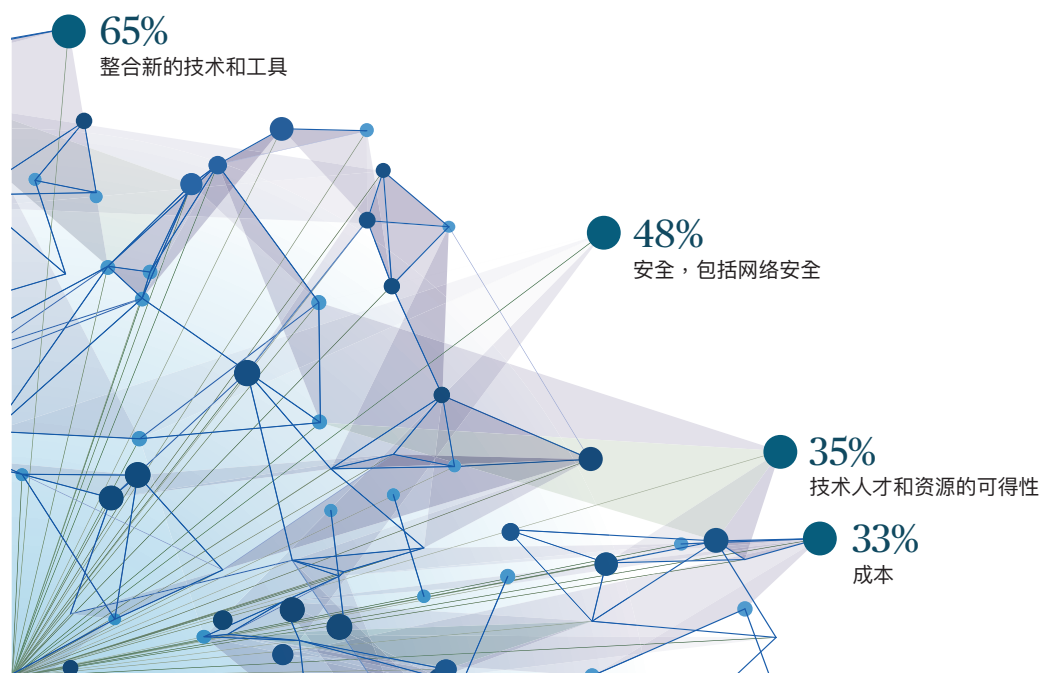 65%
整合新的技术和工具
48%
安全，包括网络安全
35%
技术人才和资源的可得性
33%
成本